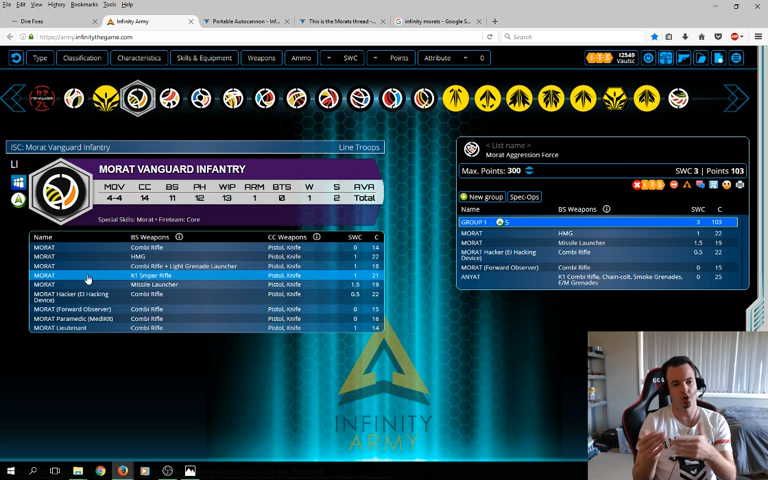 File Edit View History Bookmarks Tools Help
Dire Foes
Infinity Army
Portable Autocannon - Inf...
This is the Morats thread -...
infinity morats - Google S...
https://army.infinitythegame.com
Search
Type Classification Characteristics Skills & Equipment Weapons Ammo - SWC - Points Attribute - 0
ITS
I2549
Vaulsc
ISC: Morat Vanguard Infantry Line Troops
LI
MORAT VANGUARD INFANTRY
MOV CC BS PH WIP ARM BTS W S AVA
4-4 14 11 12 13 1 0 1 2 Total
Special Skills: Morat • Fireteam: Core
Name BS Weapons CC Weapons SWC C
MORAT Combi Rifle Pistol, Knife 0 14
MORAT HMG Pistol, Knife 1 22
MORAT Combi Rifle + Light Grenade Launcher Pistol, Knife 1 18
MORAT K1 Sniper Rifle Pistol, Knife 1 21
MORAT Missile Launcher Pistol, Knife 1.5 19
MORAT Hacker (EI Hacking Device) Combi Rifle Pistol, Knife 0.5 22
MORAT (Forward Observer) Combi Rifle Pistol, Knife 0 15
MORAT Paramedic (MediKit) Combi Rifle Pistol, Knife 0 16
MORAT Lieutenant Combi Rifle Pistol, Knife 1 14
< List name >
Morat Aggression Force
Max. Points: 300 SWC 3 | Points 103
ITS
New group Spec-Ops
Name BS Weapons SWC C
GROUP 1 5 3 103
MORAT HMG 1 22
MORAT Missile Launcher 1.5 19
MORAT Hacker (EI Hacking Device) Combi Rifle 0.5 22
MORAT (Forward Observer) Combi Rifle 0 15
ANYAT K1 Combi Rifle, Chain-colt, Smoke Grenades, E/M Grenades 0 25
INFINITY
ARMY